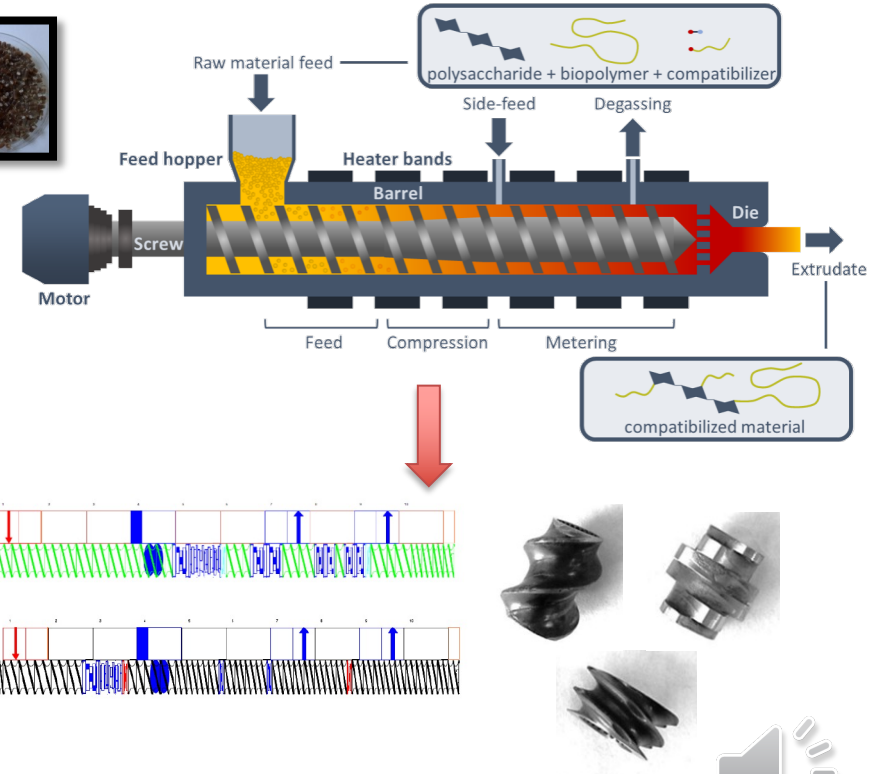 Raw material feed
polysaccharide + biopolymer + compatibilizer
Side-feed
Degassing
Feed hopper
Heater bands
Barrel
Die
Screw
Extrudate
Motor
Feed
Compression
Metering
compatibilized material